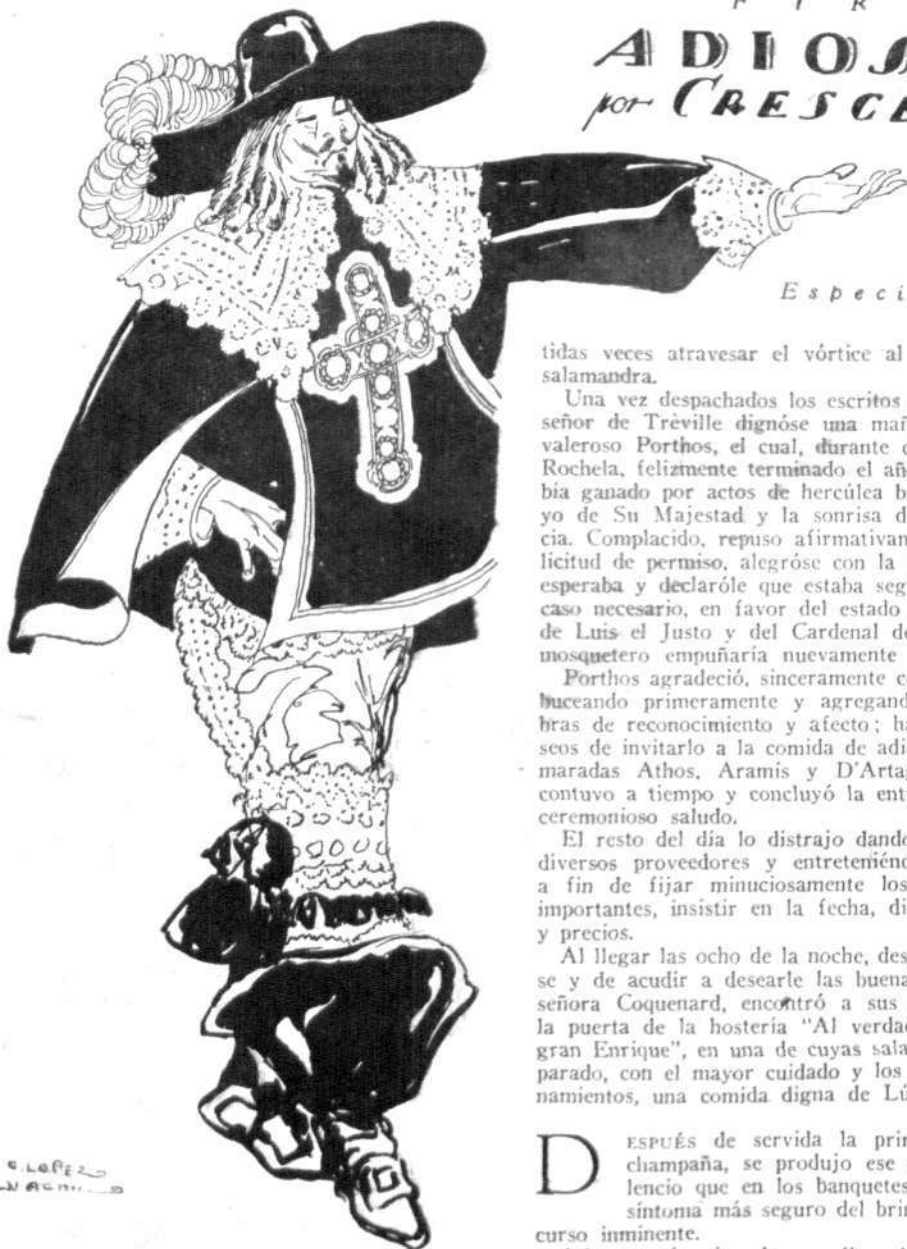 F I R
ADIOS
por CRESCE
Especi
tidas veces atravesar el vórtice al
salamandra.
Una vez despachados los escritos
señor de Tréville dignóse una mañ
valeroso Porthos, el cual, durante
Rochela, felizmente terminado el añ
bía ganado por actos de hercúlea b
yo de Su Majestad y la sonrisa d
cia. Complacido, repuso afirmativan
licitud de permiso, alegróse con la
esperaba y declaróle que estaba seg
caso necesario, en favor del estado
de Luis el Justo y del Cardenal de
mosquetero empuñaría nuevamente
Porthos agradeció, sinceramente co
buceando primeramente y agregand
bras de reconocimiento y afecto; ha
seos de invitarlo a la comida de adi
maradas Athos, Aramis y D'Artag
contuvo a tiempo y concluyó la ent
ceremonioso saludo.
El resto del día lo distrajo dando
diversos proveedores y entreteniénd
a fin de fijar minuciosamente los
importantes, insistir en la fecha, di
y precios.
Al llegar las ocho de la noche, des
se y de acudir a desearle las buena
señora Coquenard, encontró a sus
la puerta de la hostería "Al verdad
gran Enrique", en una de cuyas sala
parado, con el mayor cuidado y los
namientos, una comida digna de Lú
DESPUÉS de servida la prin
champaña, se produjo ese
lencio que en los banquetes
síntoma más seguro del brin
curso inminente.
LOPEZ